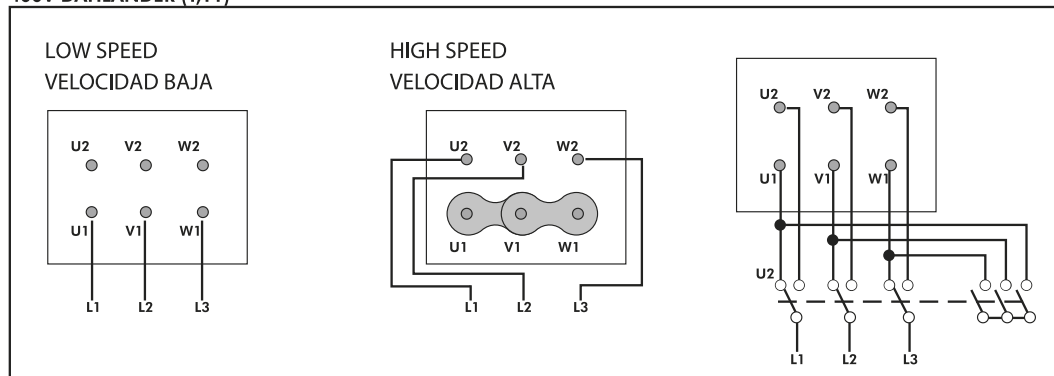 DAHLANDER
LOW SPEED
VELOCIDAD BAJA
U2 V2 W2
U1 V1 W1
L1 L2 L3
HIGH SPEED
VELOCIDAD ALTA
U2 V2 W2
U1 V1 W1
L1 L2 L3
U2 V2 W2
U1 V1 W1
U2
L1 L2 L3